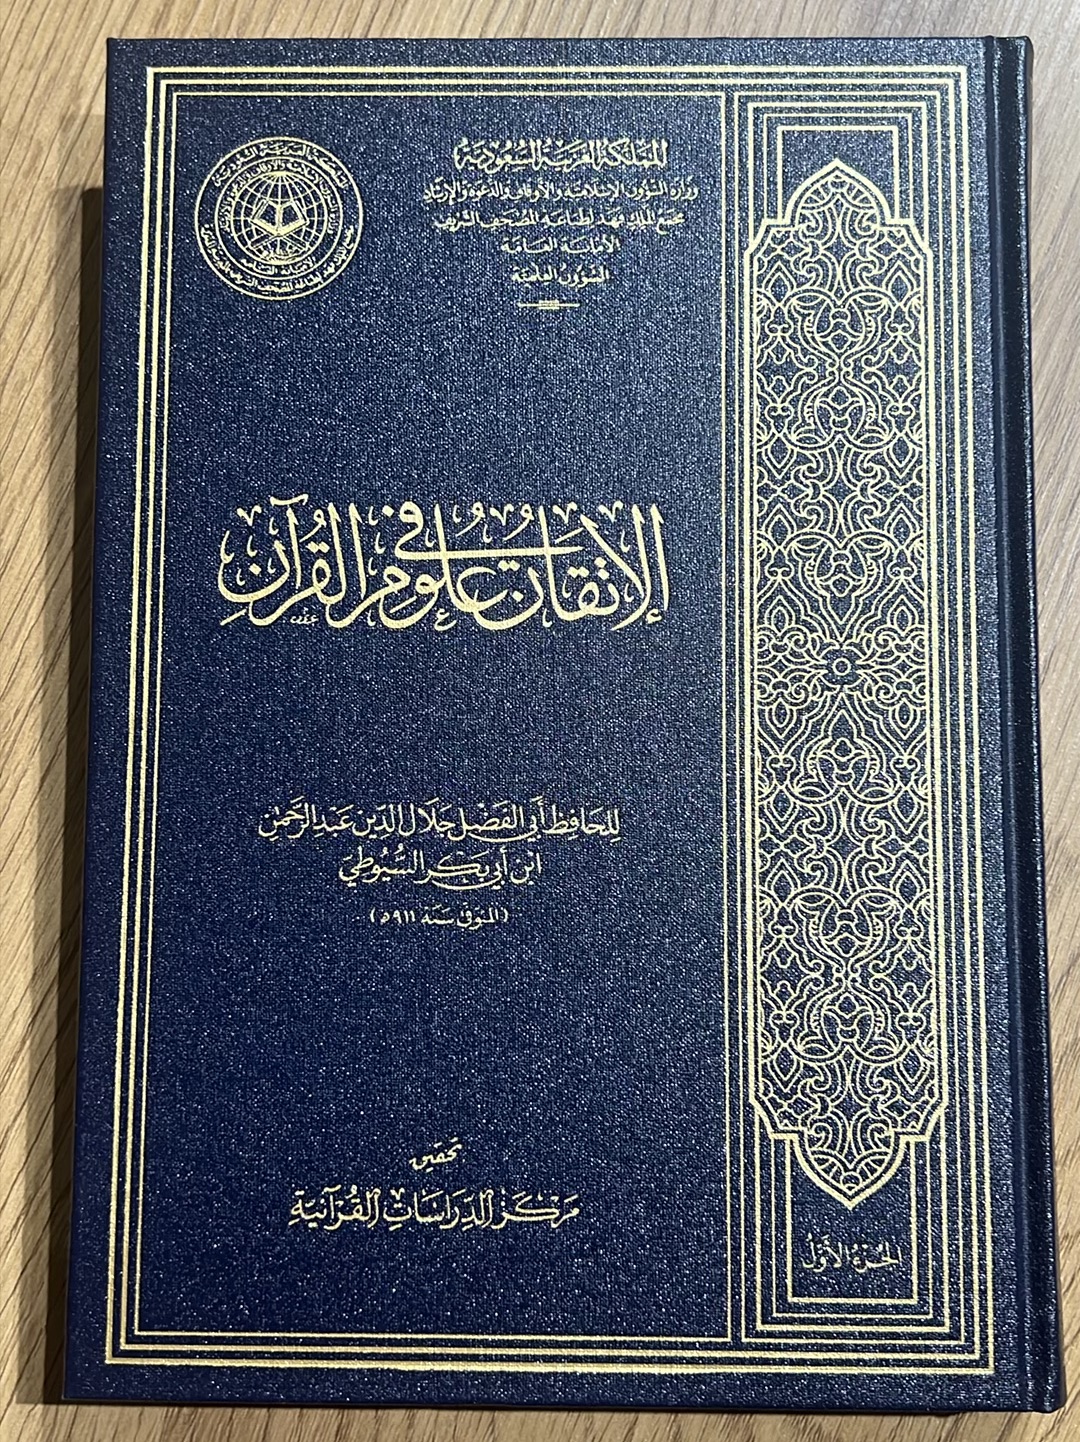 المملكة العربية السعودية
وزارة الشؤون الإسلامية والأوقاف والدعوة والإرشاد
مجمع الملك فهد لطباعة المصحف الشريف
الأمانة العامة
الشؤون العلمية
الإتقان في علوم القرآن
للحافظ أبي الفضل جلال الدين عبد الرحمن
ابن أبي بكر السيوطي
(المتوفى سنة ٩١١ه)
تحقيق
مركز الدراسات القرآنية
الجزء الأول